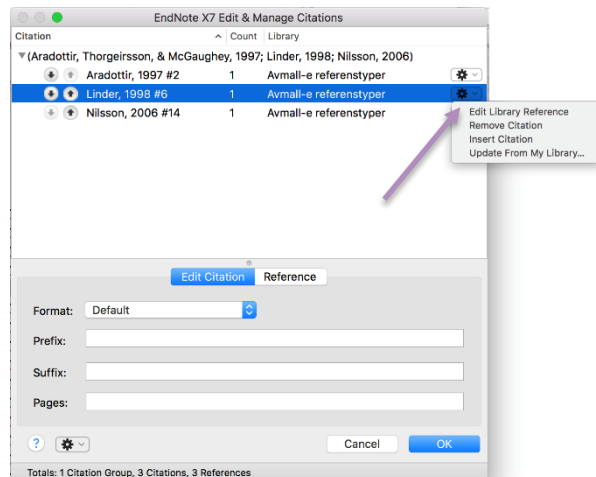 EndNote X7 Edit & Manage Citations
Citation Count Library
(Aradottir, Thorgeirsson, & McGaughey, 1997; Linder, 1998; Nilsson, 2006)
Aradottir, 1997 #2 1 Avmall-e referenstyper
Linder, 1998 #6 1 Avmall-e referenstyper
Nilsson, 2006 #14 1 Avmall-e referenstyper
Edit Library Reference
Remove Citation
Insert Citation
Update From My Library...
Edit Citation Reference
Format: Default
Prefix:
Suffix:
Pages:
? Cancel OK
Totals: 1 Citation Group, 3 Citations, 3 References